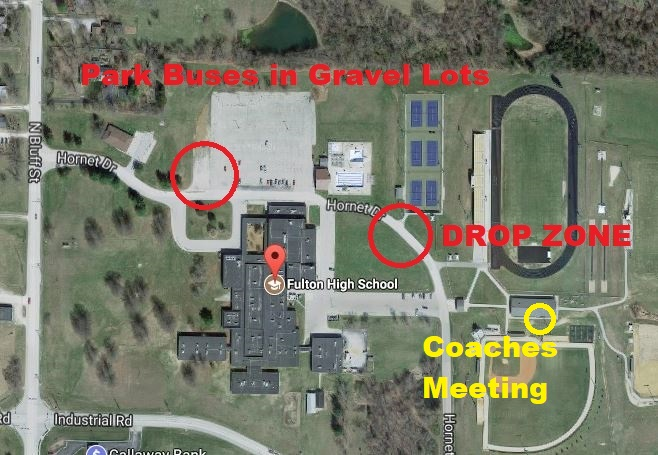 Park Buses in Gravel Lots
N Bluff St
Hornet Dr
Hornet Dr
DROP ZONE
Fulton High School
Coaches
Meeting
Rd
Industrial Rd
Hornet
Callaway Bank